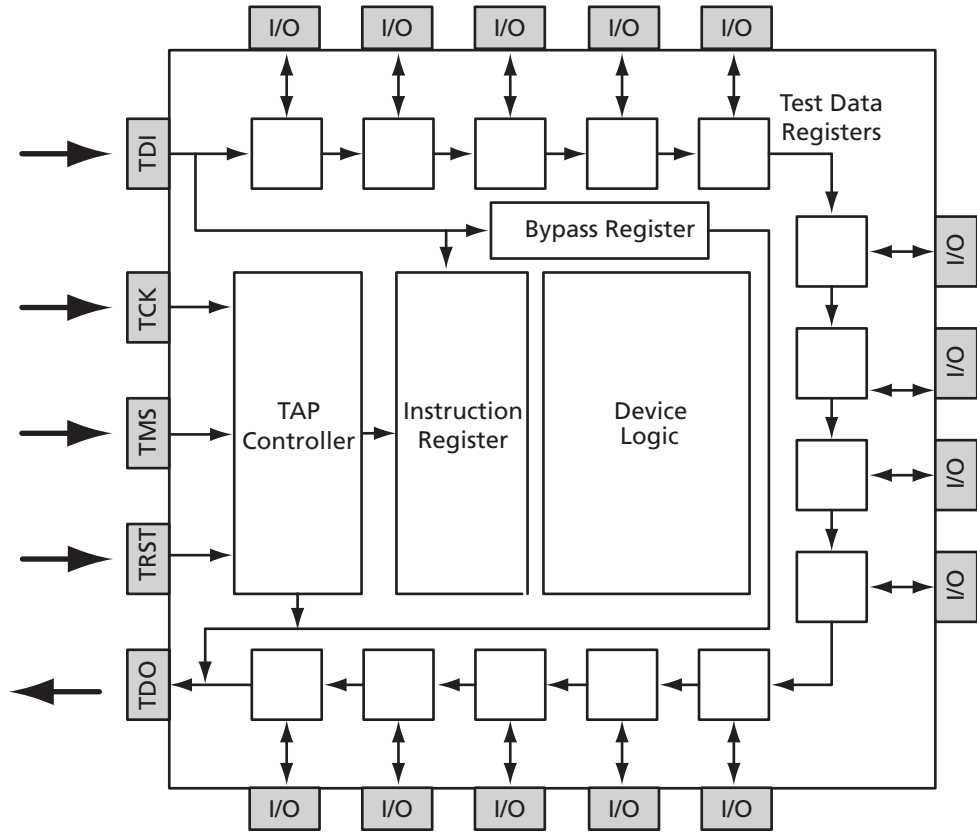 I/O
I/O
I/O
I/O
I/O
Test Data
Registers
TDI
Bypass Register
I/O
TCK
I/O
TAP
Controller
Instruction
Register
Device
Logic
TMS
I/O
TRST
I/O
TDO
I/O
I/O
I/O
I/O
I/O